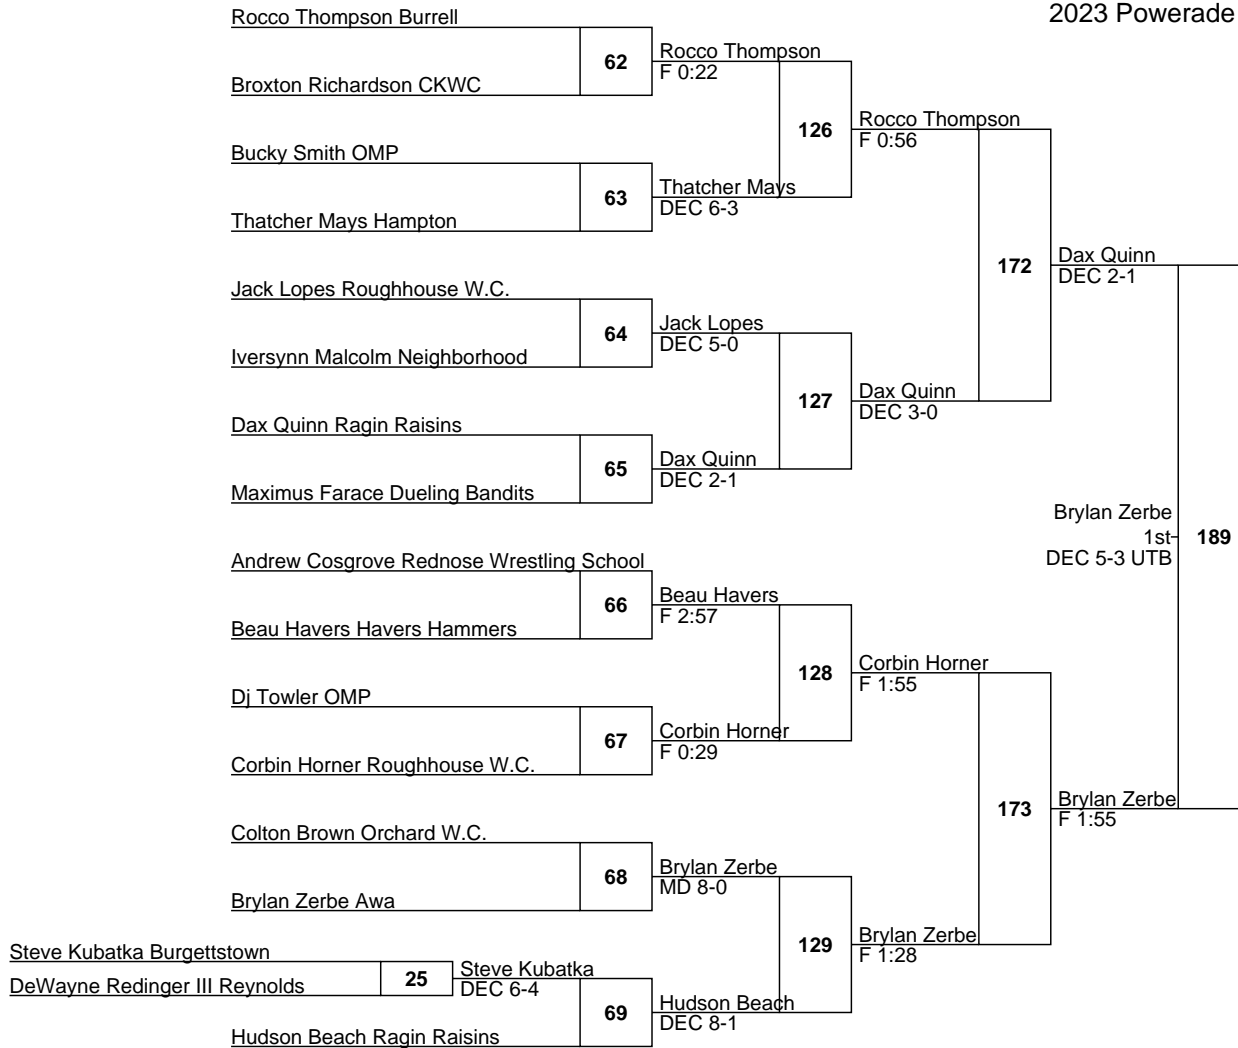 2023 Powerade
Rocco Thompson Burrell
62
Rocco Thompson
F 0:22
Broxton Richardson CKWC
126
Rocco Thompson
F 0:56
Bucky Smith OMP
63
Thatcher Mays
DEC 6-3
Thatcher Mays Hampton
172
Dax Quinn
DEC 2-1
Jack Lopes Roughhouse W.C.
64
Jack Lopes
DEC 5-0
Iversynn Malcolm Neighborhood
127
Dax Quinn
DEC 3-0
Dax Quinn Ragin Raisins
65
Dax Quinn
DEC 2-1
Maximus Farace Dueling Bandits
Brylan Zerbe
1st
DEC 5-3 UTB
189
Andrew Cosgrove Rednose Wrestling School
66
Beau Havers
F 2:57
Beau Havers Havers Hammers
128
Corbin Horner
F 1:55
Dj Towler OMP
67
Corbin Horner
F 0:29
Corbin Horner Roughhouse W.C.
173
Brylan Zerbe
F 1:55
Colton Brown Orchard W.C.
68
Brylan Zerbe
MD 8-0
Brylan Zerbe Awa
129
Brylan Zerbe
F 1:28
Steve Kubatka Burgettstown
25
Steve Kubatka
DEC 6-4
DeWayne Redinger III Reynolds
69
Hudson Beach
DEC 8-1
Hudson Beach Ragin Raisins